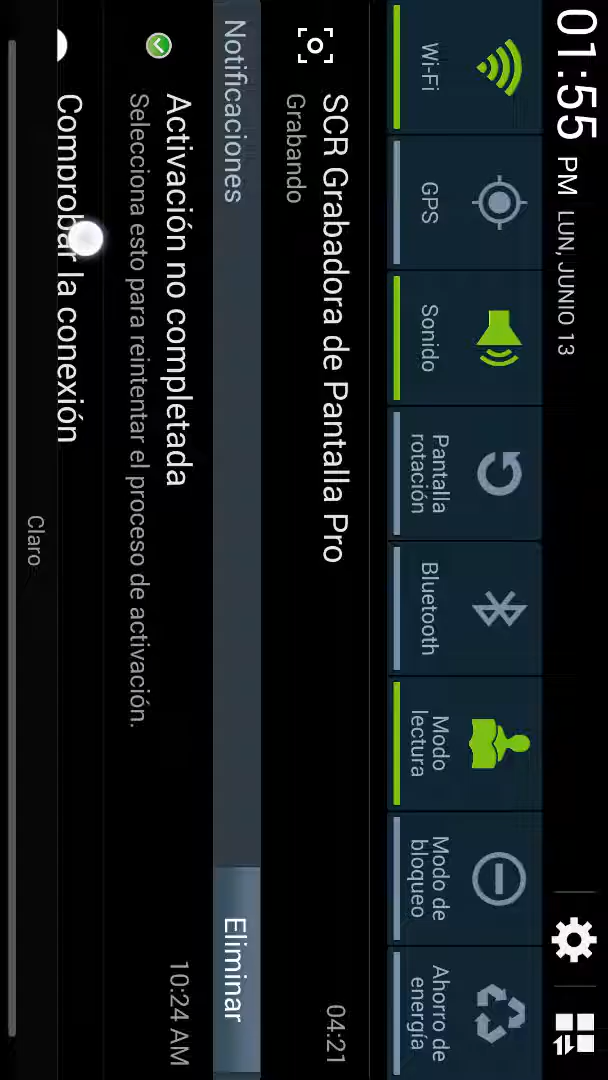 01:55 PM LUN, JUNIO 13
Wi-Fi
GPS
Sonido
Pantalla
rotación
Bluetooth
Modo
lectura
Modo de
bloqueo
Ahorro de
energía
SCR Grabadora de Pantalla Pro
04:21
Grabando
Notificaciones
Eliminar
Activación no completada
10:24 AM
Selecciona esto para reintentar el proceso de activación.
Comprobar la conexión
Claro